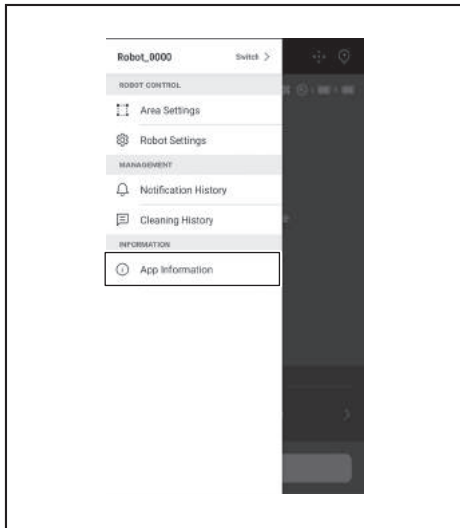 Robot_0000 Switch >
ROBOT CONTROL
Area Settings
Robot Settings
MANAGEMENT
Notification History
Cleaning History
INFORMATION
App Information